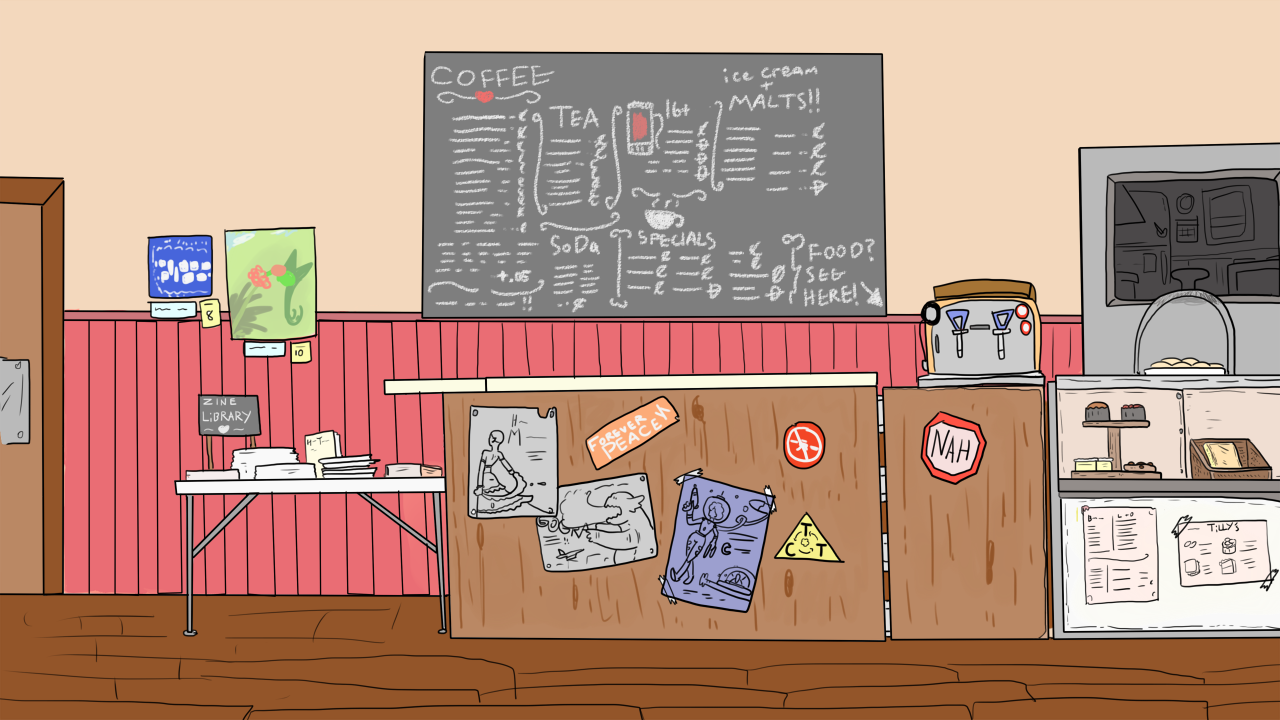 COFFEE
TEA
16+
ice cream
+
MALTS!!
+.05
!!
SoDa
SPECIALS
FOOD?
SEE
HERE!
8
10
ZINE
LiBRARY
H-T-
H-
M
FOREVER
PEACE
C
T
C T
NAH
TiLLYS